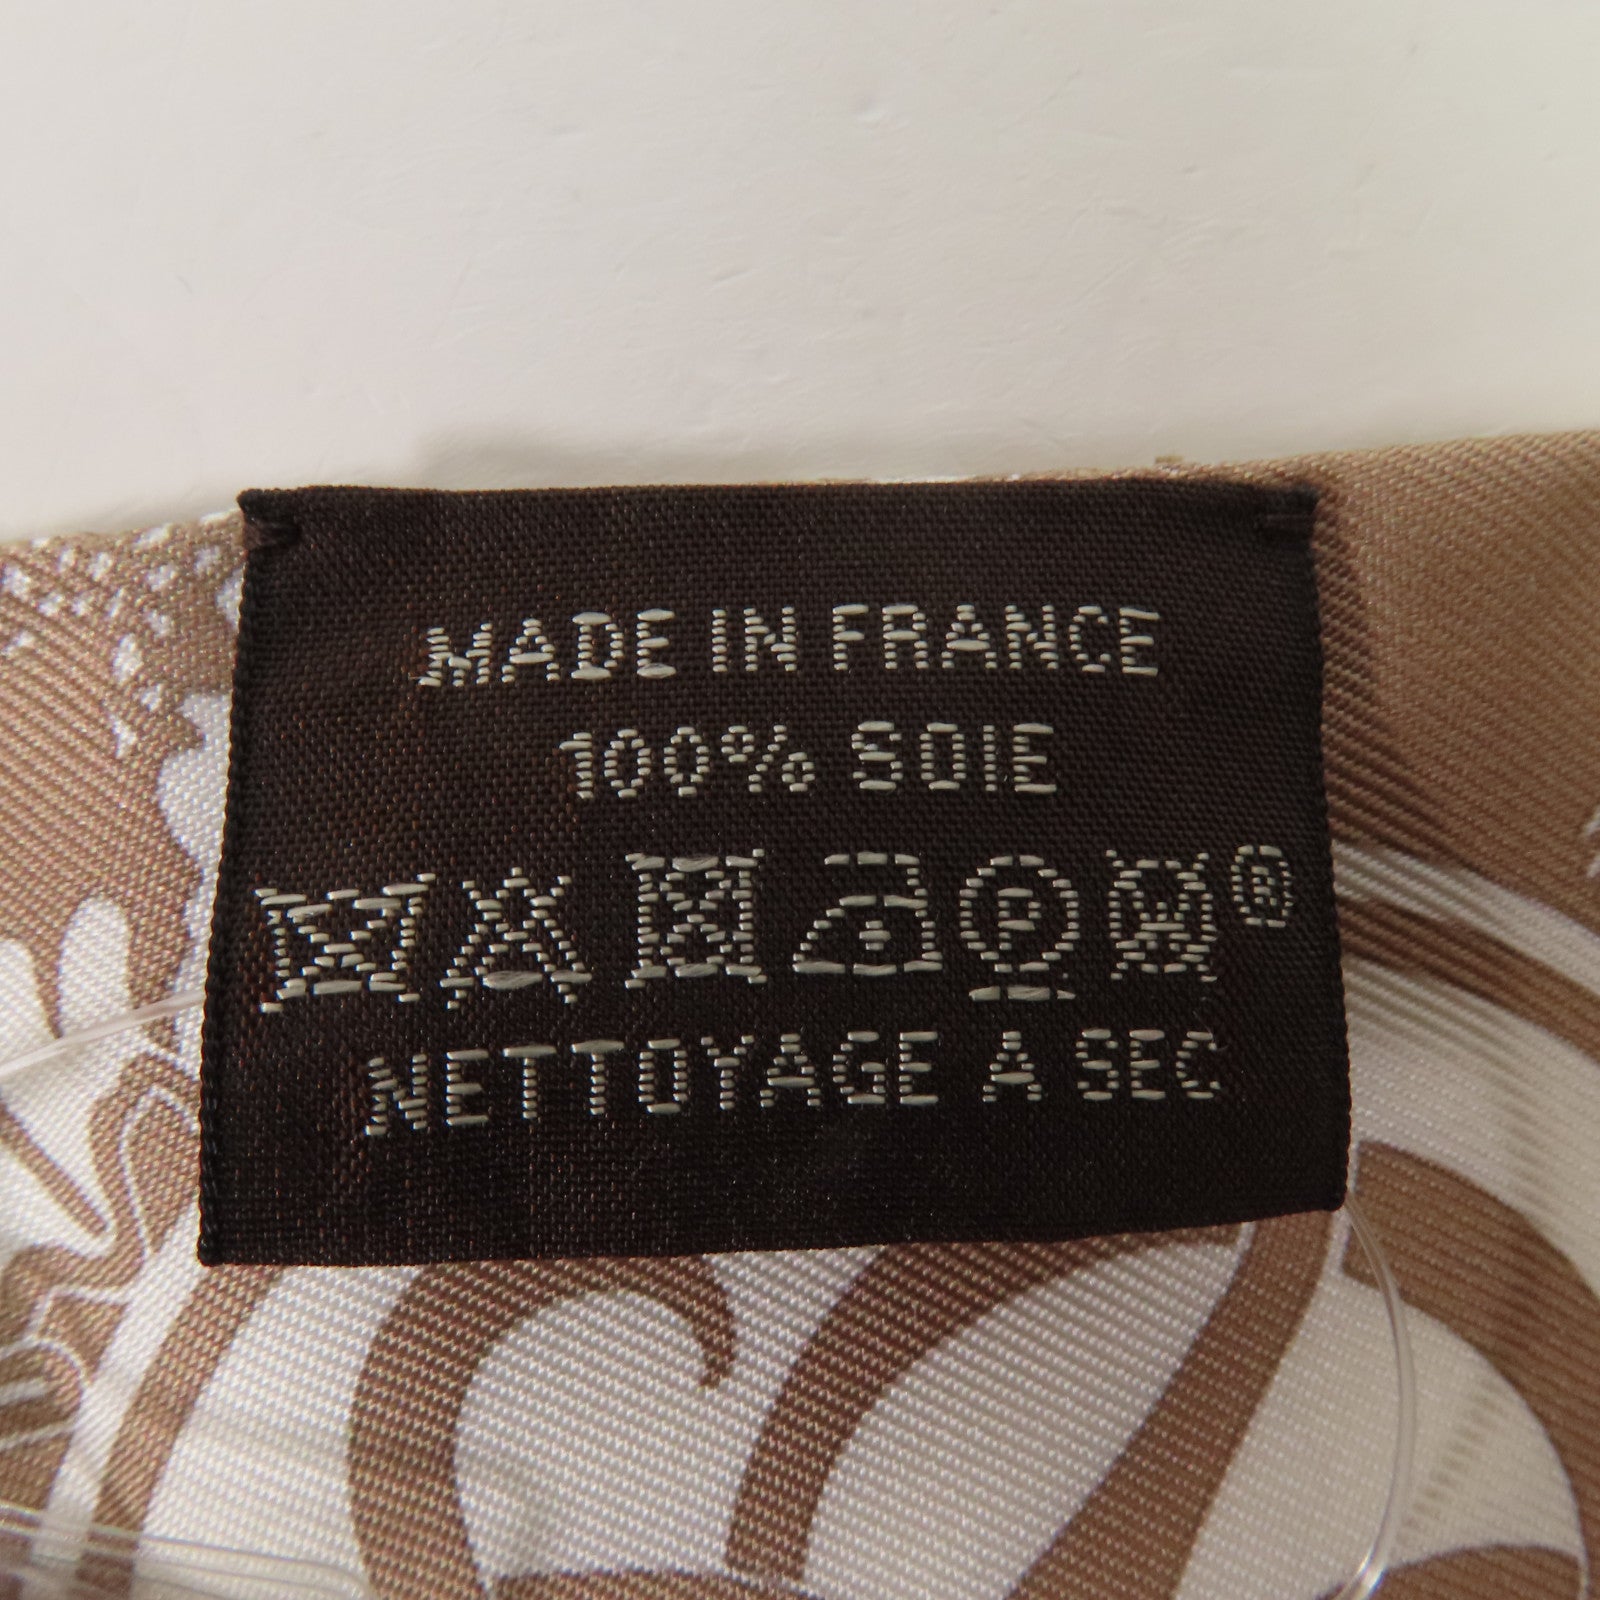 MADE IN FRANCE
100% SOIE
P W ®
NETTOYAGE A SEC